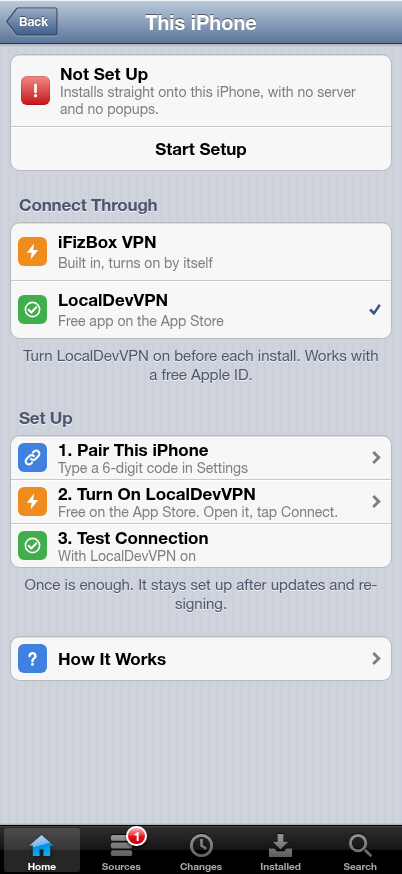 Back
This iPhone
!
Not Set Up
Installs straight onto this iPhone, with no server
and no popups.
Start Setup
Connect Through
iFizBox VPN
Built in, turns on by itself
LocalDevVPN
Free app on the App Store
Turn LocalDevVPN on before each install. Works with
a free Apple ID.
Set Up
1. Pair This iPhone
Type a 6-digit code in Settings
2. Turn On LocalDevVPN
Free on the App Store. Open it, tap Connect.
3. Test Connection
With LocalDevVPN on
Once is enough. It stays set up after updates and re-
signing.
?
How It Works
1
Home
Sources
Changes
Installed
Search